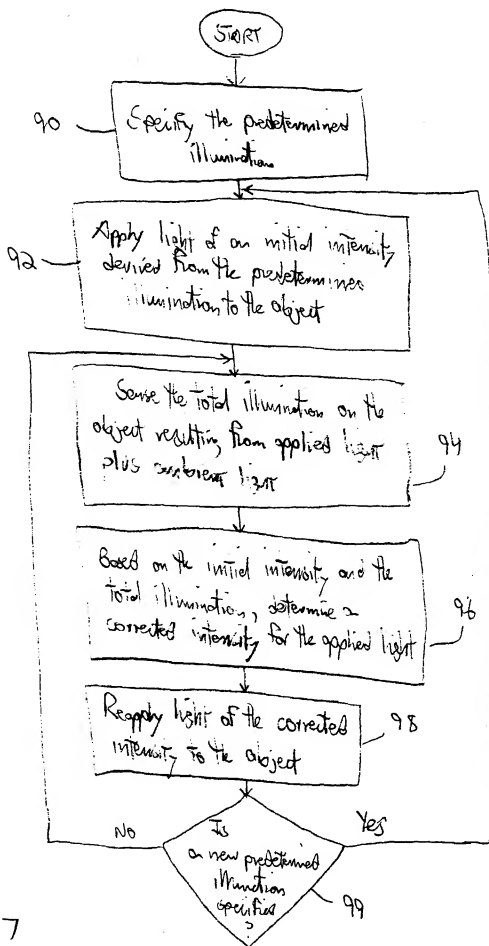 START
90
Specify the predetermined
illumination
92
Apply light of an initial intensity
derived from the predetermined
illumination to the object
Sense the total illumination on the
object resulting from applied light
plus ambient light
94
Based on the initial intensity and the
total illumination, determine a
corrected intensity for the applied light
96
Reapply light of the corrected
intensity to the object
98
No
Yes
Is
a new predetermined
illumination
specified
?
99
7